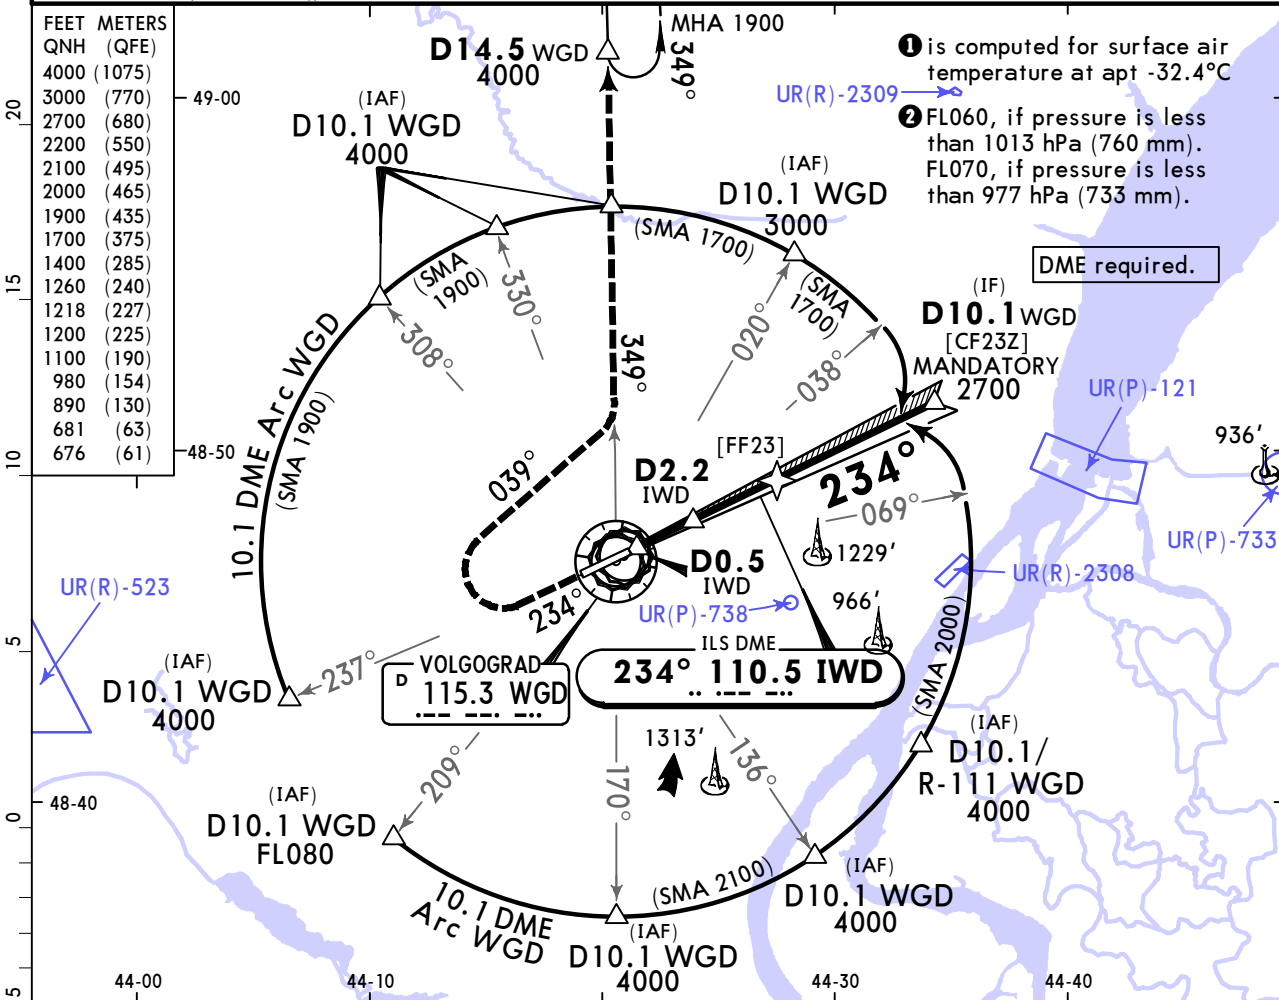 FEET METERS
QNH (QFE)
4000 (1075)
3000 (770)
2700 (680)
2200 (550)
2100 (495)
2000 (465)
1900 (435)
1700 (375)
1400 (285)
1260 (240)
1218 (227)
1200 (225)
1100 (190)
980 (154)
890 (130)
681 (63)
676 (61)
20
15
10
5
0
5
49-00
48-50
48-40
44-00
44-10
44-30
44-40
MHA 1900
349°
D14.5 WGD
4000
1 is computed for surface air
temperature at apt -32.4°C
UR(R)-2309
2 FL060, if pressure is less
than 1013 hPa (760 mm).
FL070, if pressure is less
than 977 hPa (733 mm).
DME required.
(IAF)
D10.1 WGD
4000
(IAF)
D10.1 WGD
3000
(SMA 1700)
(SMA
1900)
(SMA
1700)
330°
308°
349°
020°
038°
(IF)
D10.1 WGD
[CF23Z]
MANDATORY
2700
UR(P)-121
936'
UR(P)-733
10.1 DME Arc WGD
(SMA 1900)
039°
[FF23]
D2.2
IWD
234°
069°
1229'
D0.5
IWD
UR(R)-2308
UR(P)-738
966'
UR(R)-523
234°
ILS DME
234° 110.5 IWD
VOLGOGRAD
D 115.3 WGD
237°
(IAF)
D10.1 WGD
4000
(SMA 2000)
1313'
209°
170°
136°
(IAF)
D10.1/
R-111 WGD
4000
(IAF)
D10.1 WGD
FL080
(SMA 2100)
10.1 DME
Arc WGD
(IAF)
D10.1 WGD
4000
(IAF)
D10.1 WGD
4000